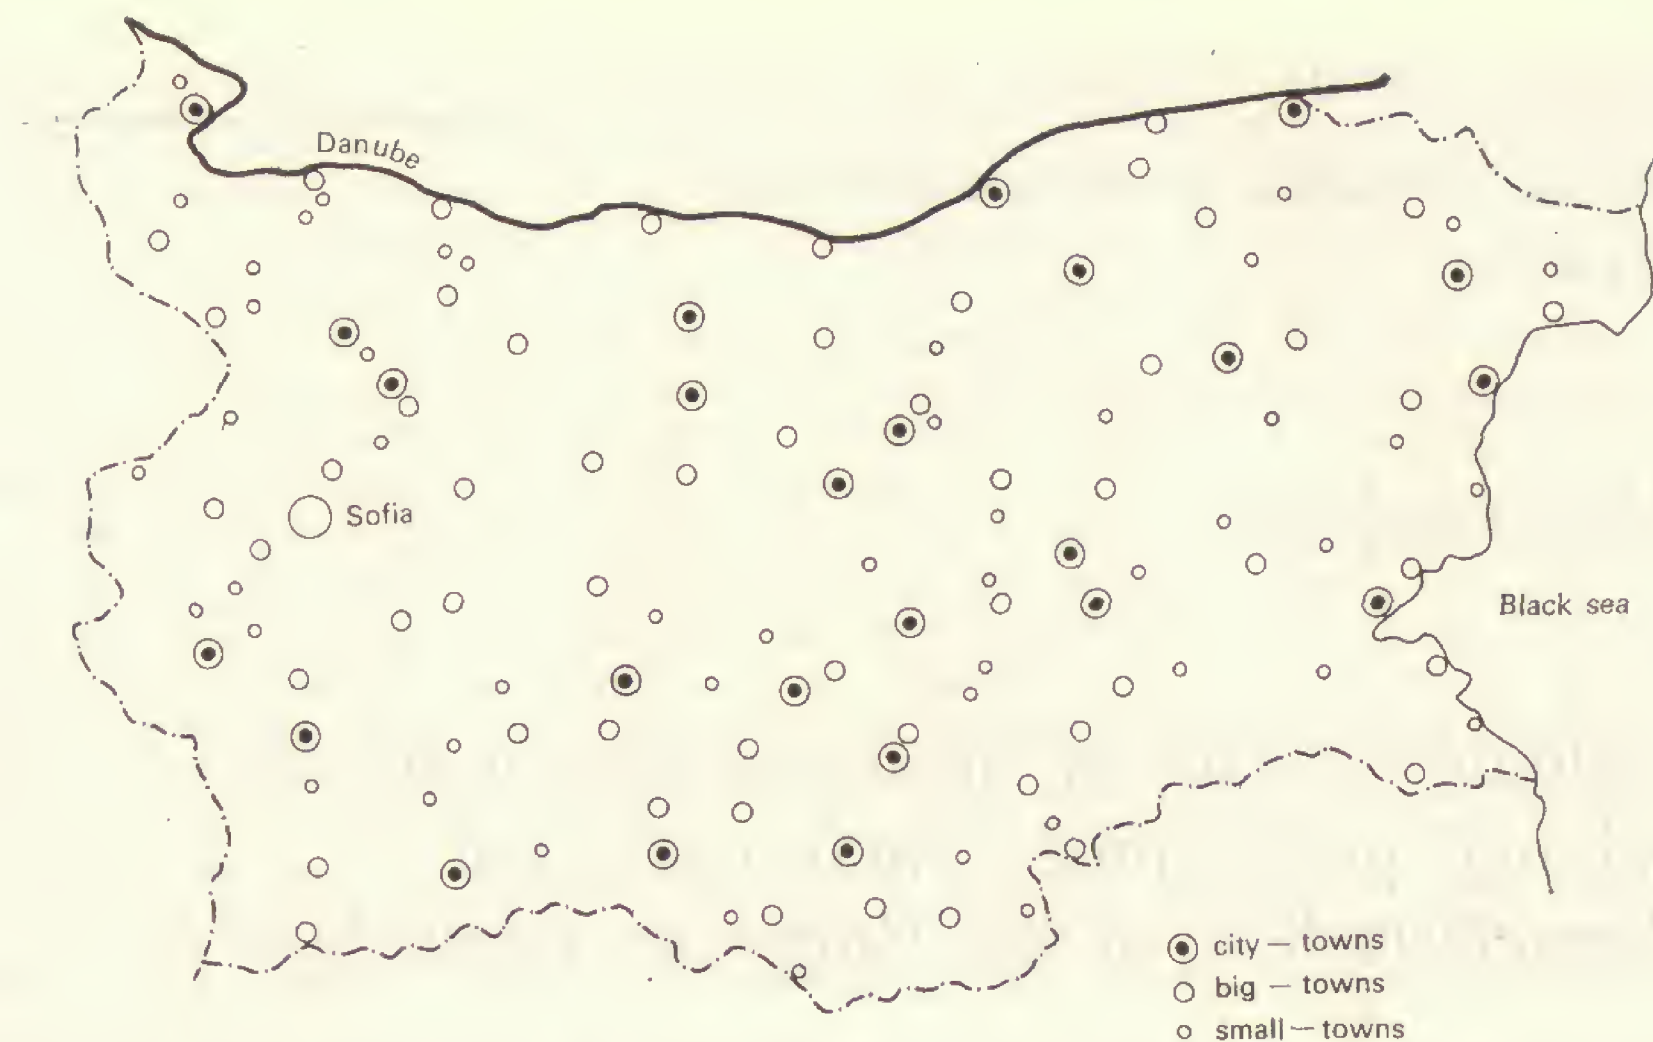 Danube
Sofia
Black sea
city — towns
big — towns
small — towns